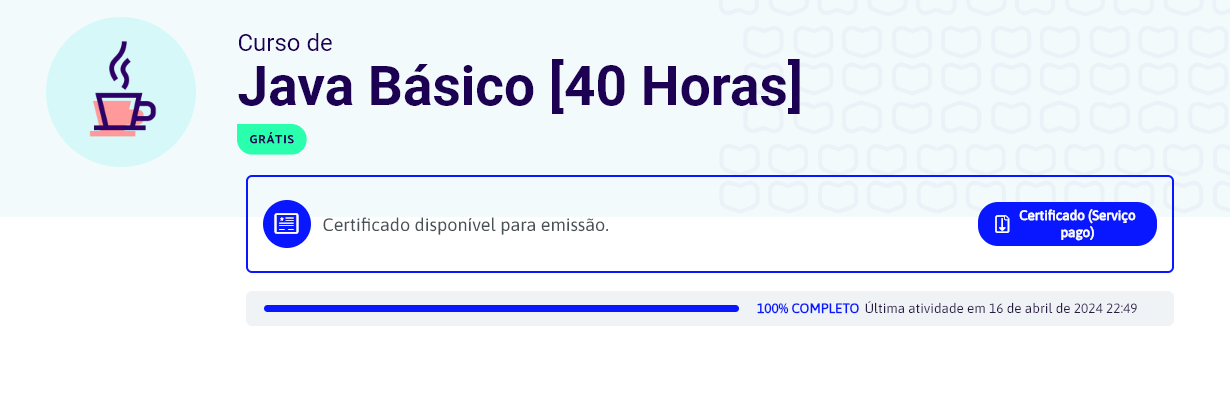 Curso de
Java Básico [40 Horas]
GRÁTIS
Certificado disponível para emissão.
Certificado (Serviço
pago)
100% COMPLETO Última atividade em 16 de abril de 2024 22:49